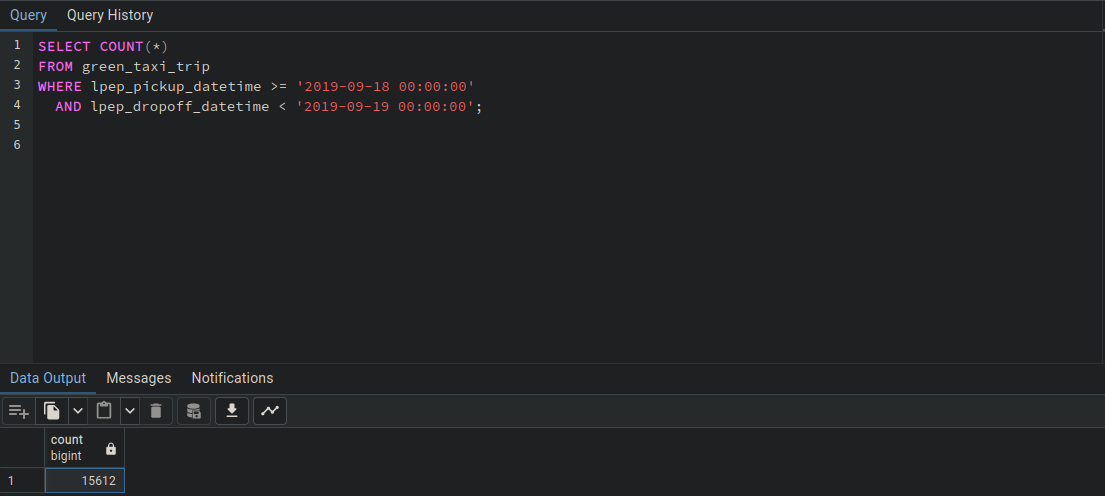 Query Query History
1 SELECT COUNT(*)
2 FROM green_taxi_trip
3 WHERE lpep_pickup_datetime >= '2019-09-18 00:00:00'
4 AND lpep_dropoff_datetime < '2019-09-19 00:00:00';
5
6
Data Output Messages Notifications
count
bigint
1 15612